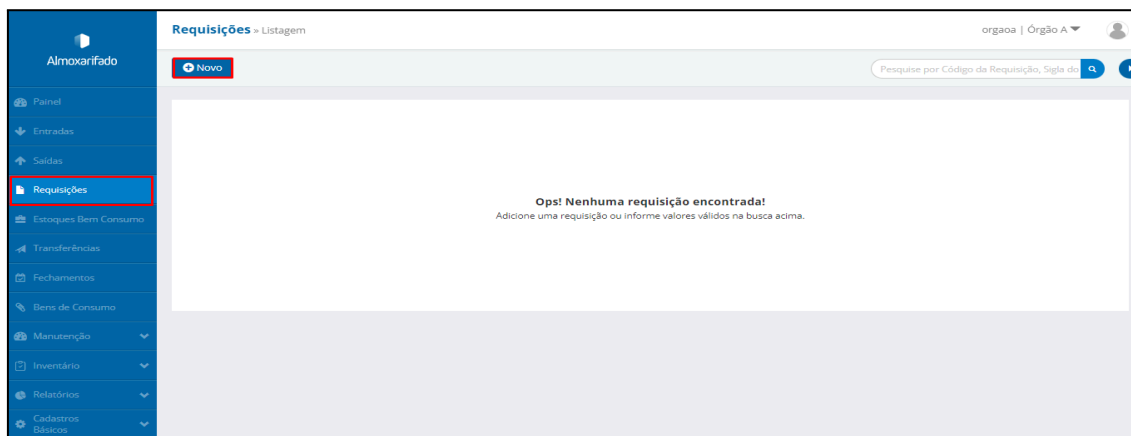 Almoxarifado
Painel
Entradas
Saídas
Requisições
Estoques Bem Consumo
Transferências
Fechamentos
Bens de Consumo
Manutenção
Inventário
Relatórios
Cadastros
Básicos
Requisições » Listagem
orgaoa | Órgão A
Novo
Pesquise por Código da Requisição, Sigla do
Ops! Nenhuma requisição encontrada!
Adicione uma requisição ou informe valores válidos na busca acima.